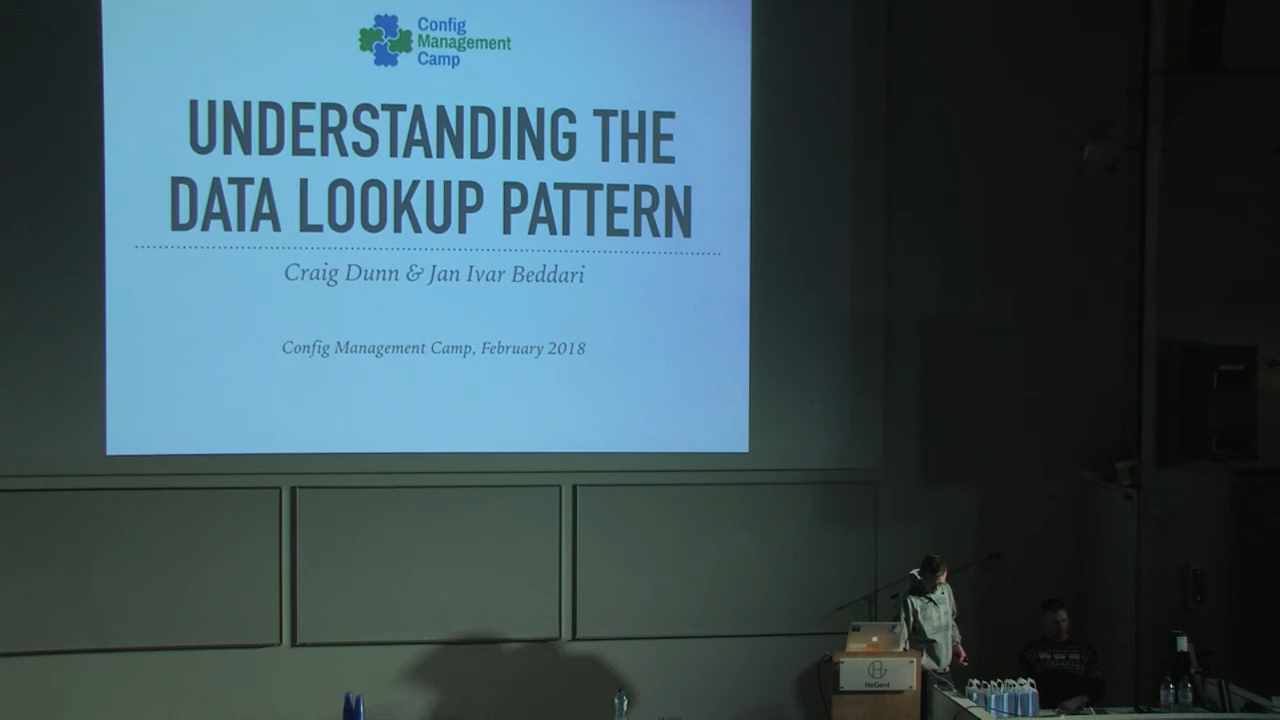 Config
Management
Camp
UNDERSTANDING THE
DATA LOOKUP PATTERN
Craig Dunn & Jan Ivar Beddari
Config Management Camp, February 2018
HoGent
BOSE